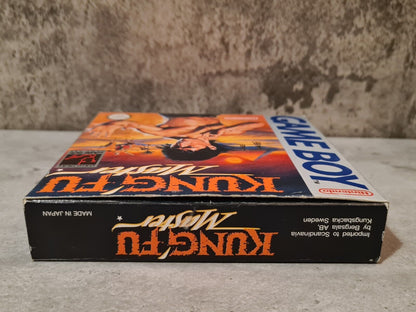 GAME BOY
TM
Nintendo
KUNG' FU
Master
KUNG' FU
Master
MADE IN JAPAN
Imported to Scandinavia
by Bergsala AB,
Kungsbacka Sweden